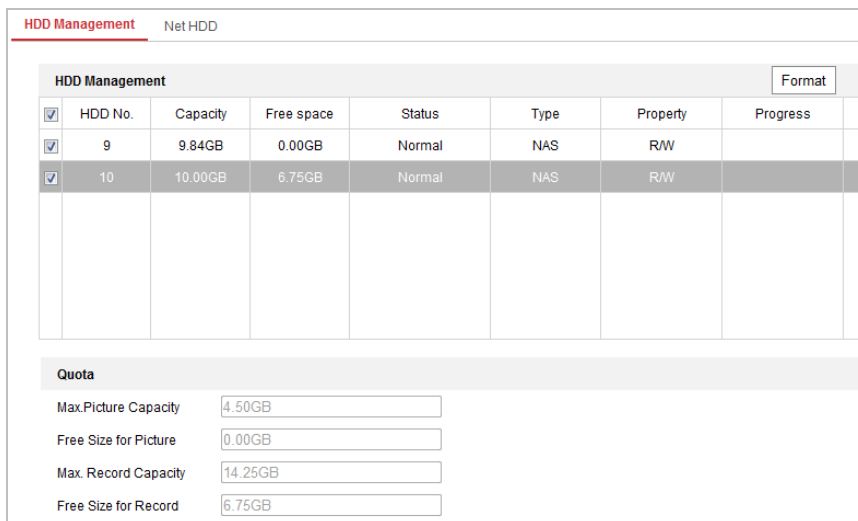 HDD Management Net HDD
HDD Management Format
HDD No. Capacity Free space Status Type Property Progress
9 9.84GB 0.00GB Normal NAS R/W
10 10.00GB 6.75GB Normal NAS R/W
Quota
Max.Picture Capacity 4.50GB
Free Size for Picture 0.00GB
Max. Record Capacity 14.25GB
Free Size for Record 6.75GB